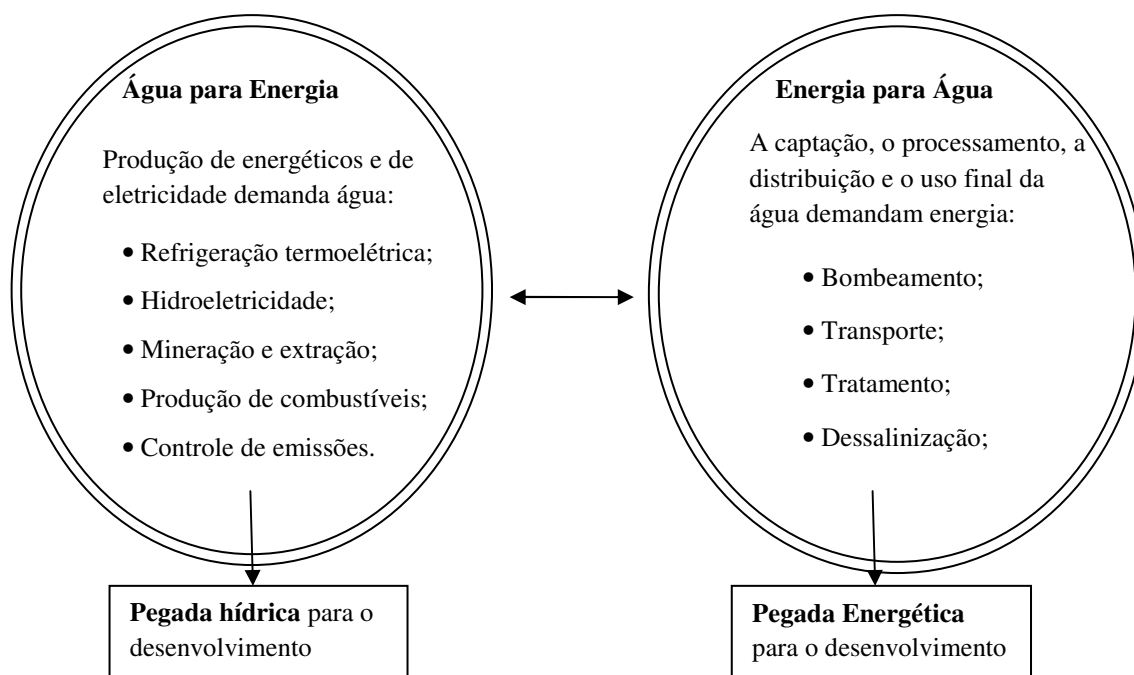 Água para Energia
Produção de energéticos e de
eletricidade demanda água:
• Refrigeração termoelétrica;
• Hidroeletricidade;
• Mineração e extração;
• Produção de combustíveis;
• Controle de emissões.
Pegada hídrica para o
desenvolvimento
Energia para Água
A captação, o processamento, a
distribuição e o uso final da
água demandam energia:
• Bombeamento;
• Transporte;
• Tratamento;
• Dessalinização;
Pegada Energética
para o desenvolvimento